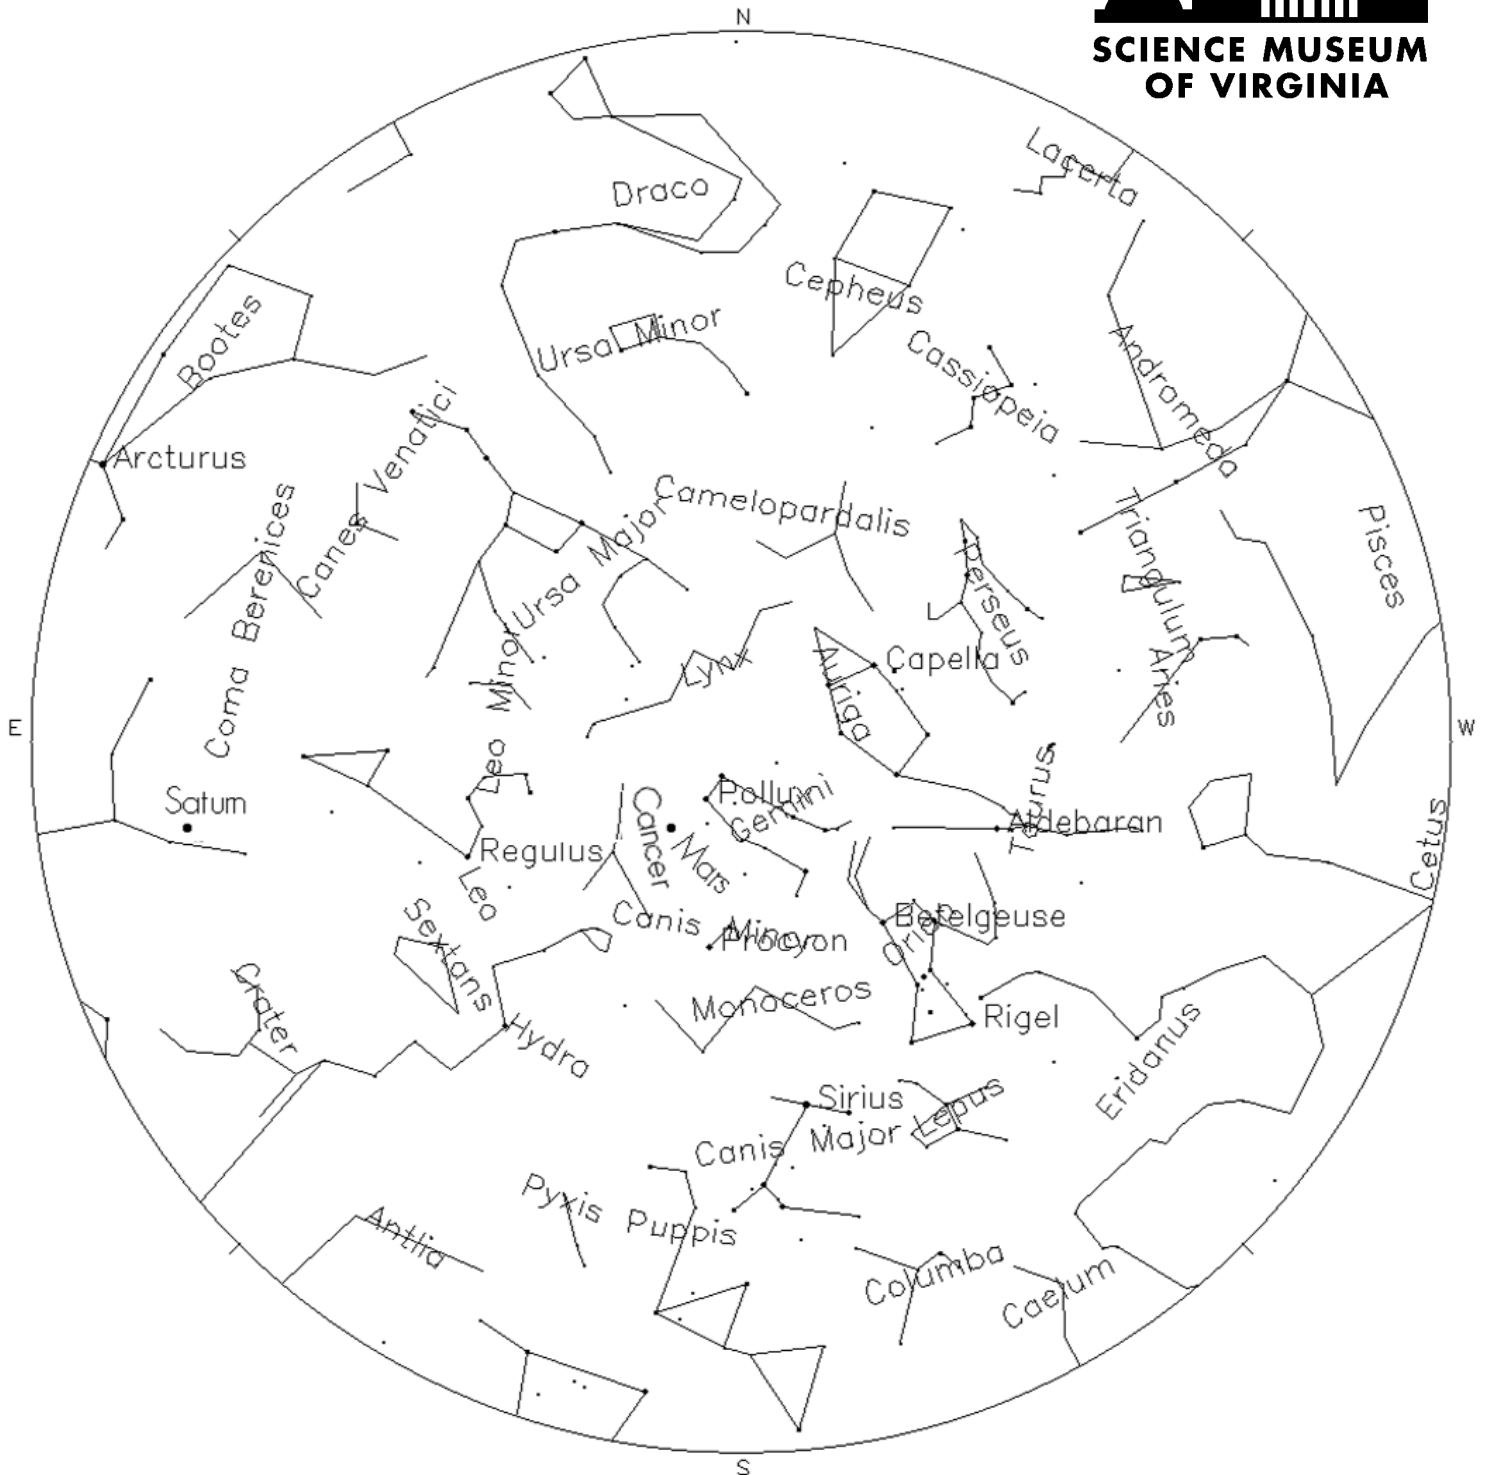 N
SCIENCE MUSEUM
OF VIRGINIA
Lacerta
Draco
Cepheus
Bootes
Ursa Minor
Cassiopeia
Andromeda
Canes Venatici
Arcturus
Camelopardalis
Triangulum
Pisces
Coma Berenices
Ursa Major
Perseus
Leo Minor
Lynx
Capella
Auriga
Aries
E
W
Saturn
Pollux
Gemini
Taurus
Aldebaran
Cancer
Mars
Regulus
Leo
Cetus
Sextans
Canis Minor
Procyon
Betelgeuse
Orion
Crater
Monoceros
Rigel
Hydra
Eridanus
Sirius
Lepus
Canis Major
Pyxis
Puppis
Antlia
Columba
Caelum
S